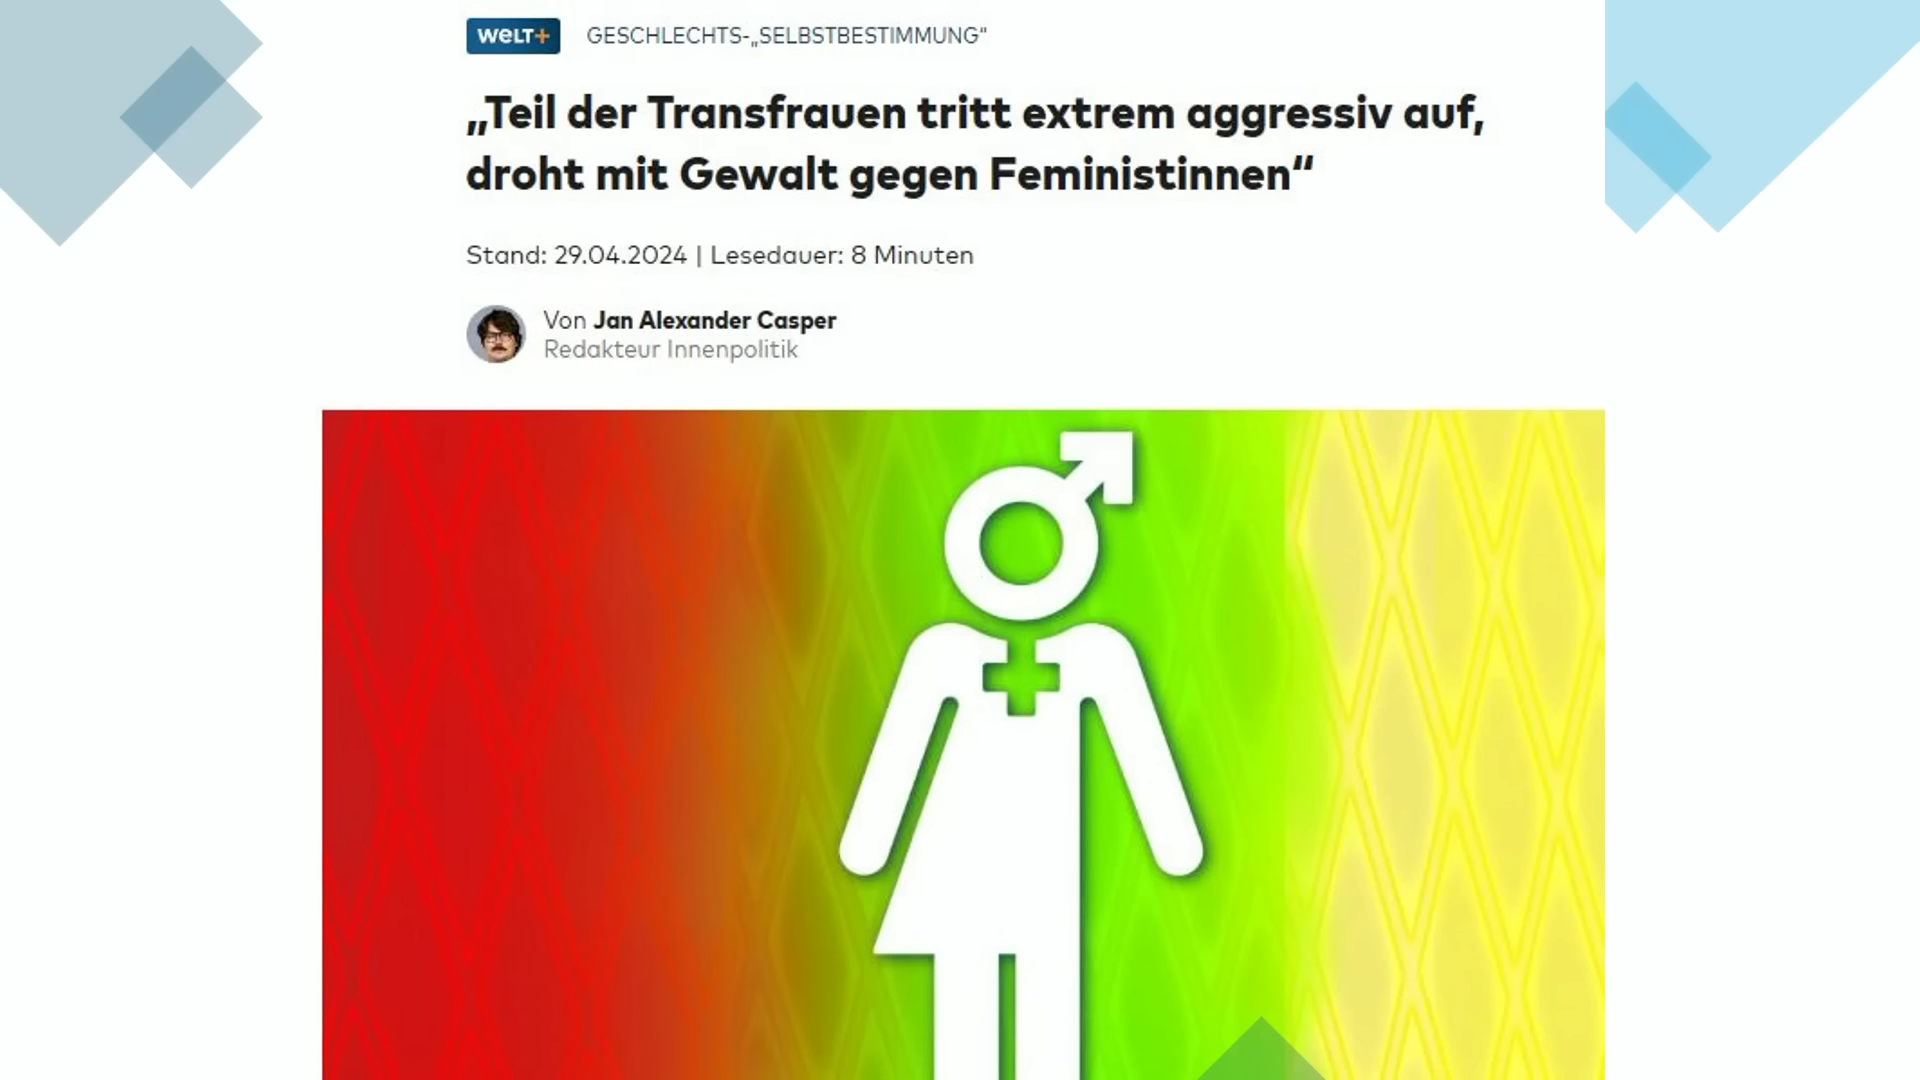 WELT+ GESCHLECHTS-„SELBSTBESTIMMUNG“
„Teil der Transfrauen tritt extrem aggressiv auf,
droht mit Gewalt gegen Feministinnen“
Stand: 29.04.2024 | Lesedauer: 8 Minuten
Von Jan Alexander Casper
Redakteur Innenpolitik